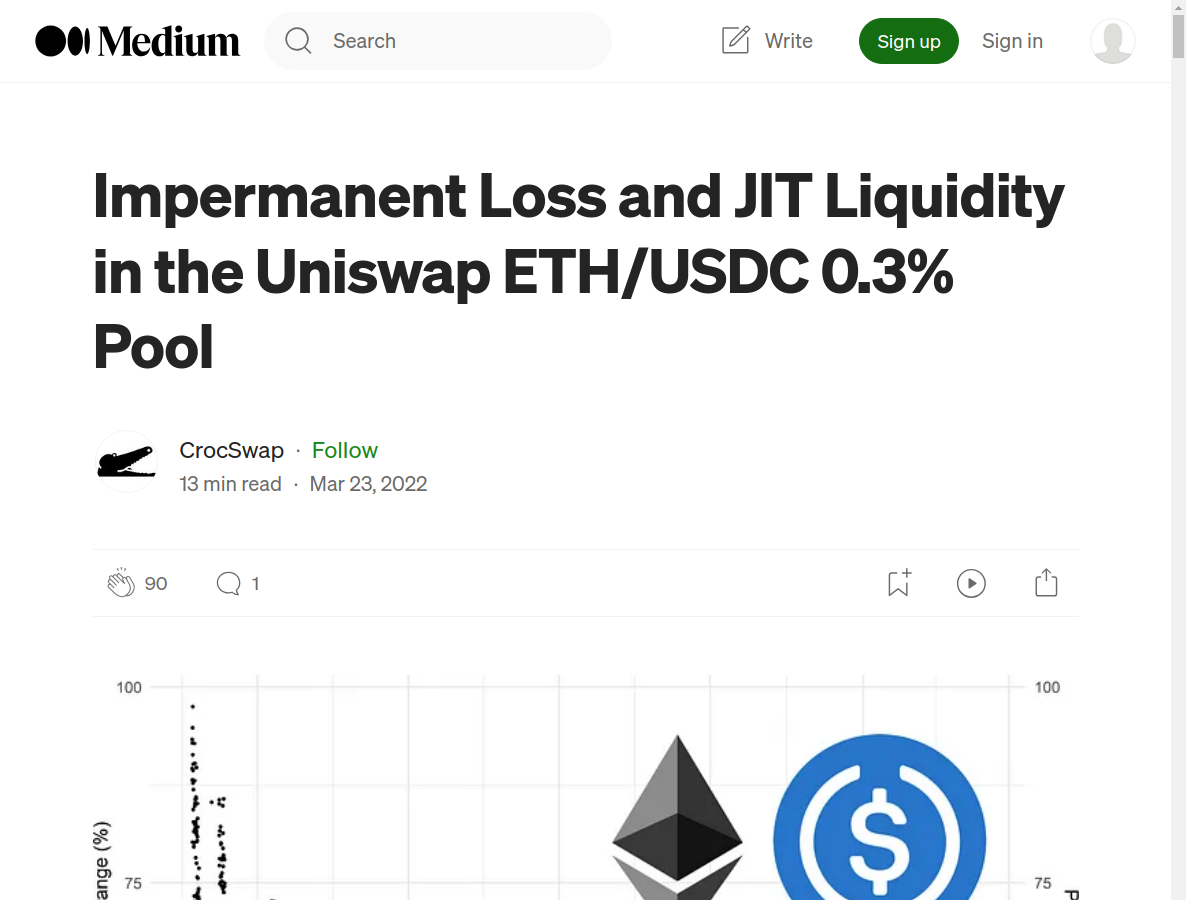 Medium
Search
Write
Sign up
Sign in
Impermanent Loss and JIT Liquidity
in the Uniswap ETH/USDC 0.3%
Pool
CrocSwap · Follow
13 min read · Mar 23, 2022
90
1
100
100
ange (%)
75
75
P
$